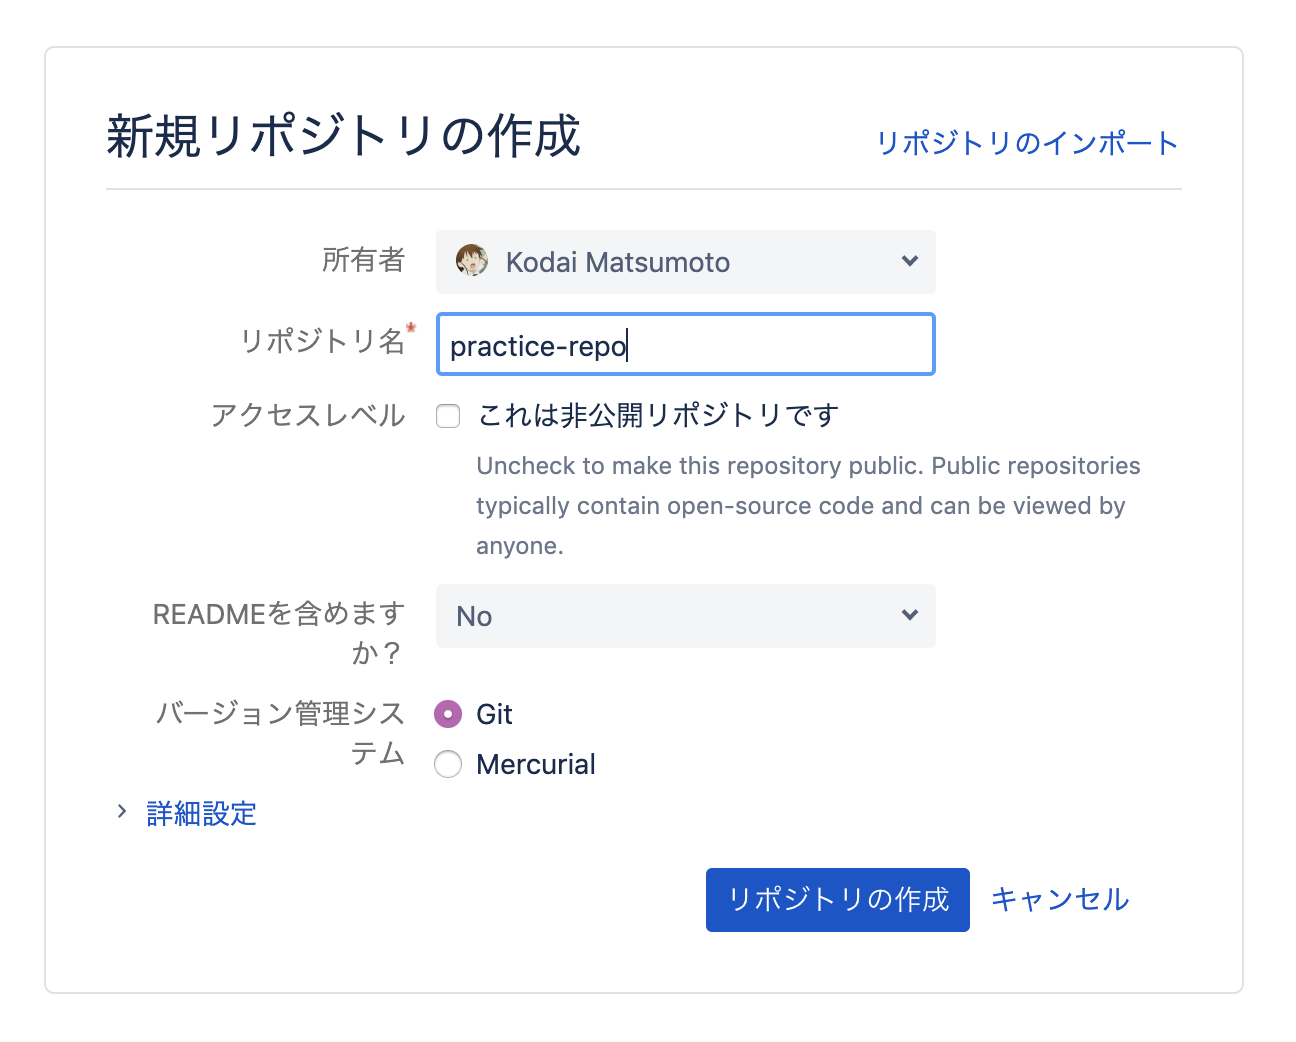 新規リポジトリの作成
リポジトリのインポート
所有者
Kodai Matsumoto
リポジトリ名*
practice-repo
アクセスレベル
これは非公開リポジトリです
Uncheck to make this repository public. Public repositories
typically contain open-source code and can be viewed by
anyone.
READMEを含めます
か？
No
バージョン管理シス
テム
Git
Mercurial
詳細設定
リポジトリの作成
キャンセル